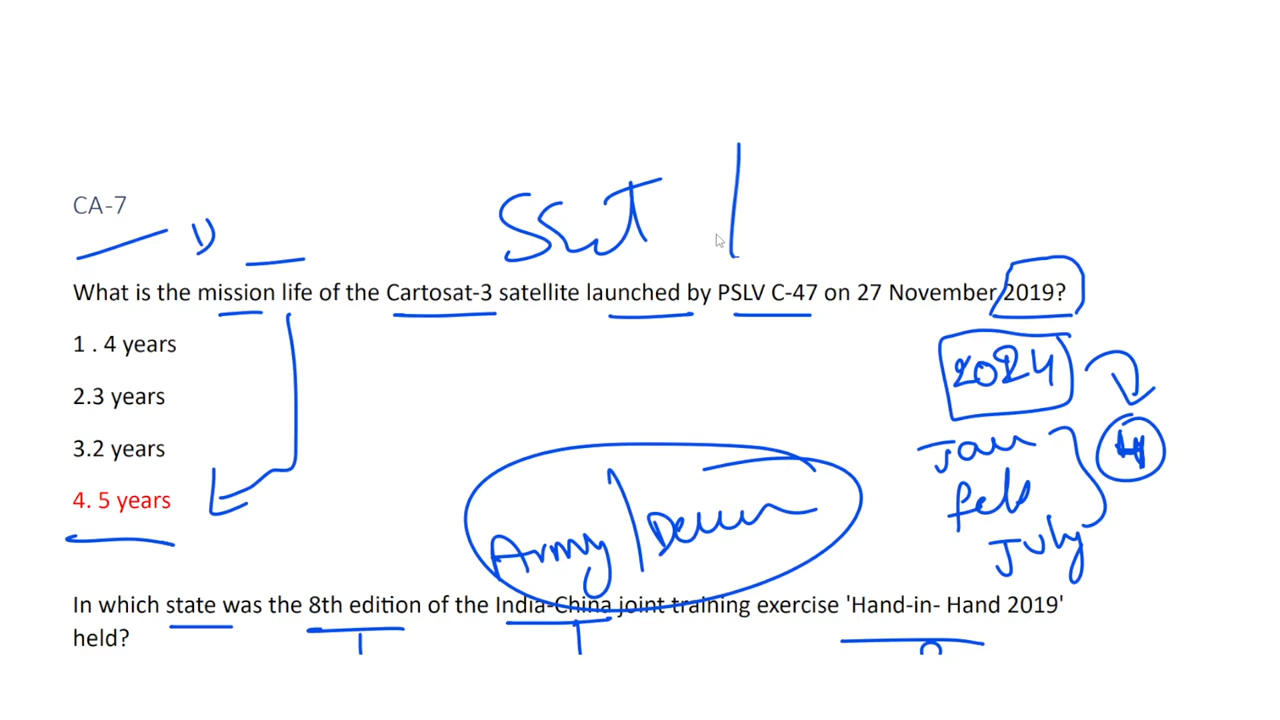 CA-7
What is the mission life of the Cartosat-3 satellite launched by PSLV C-47 on 27 November 2019?
1 . 4 years
2024
2.3 years
Jan
3.2 years
Feb
4. 5 years
Army
July
In which state was the 8th edition of the India-China joint training exercise 'Hand-in- Hand 2019'
held?